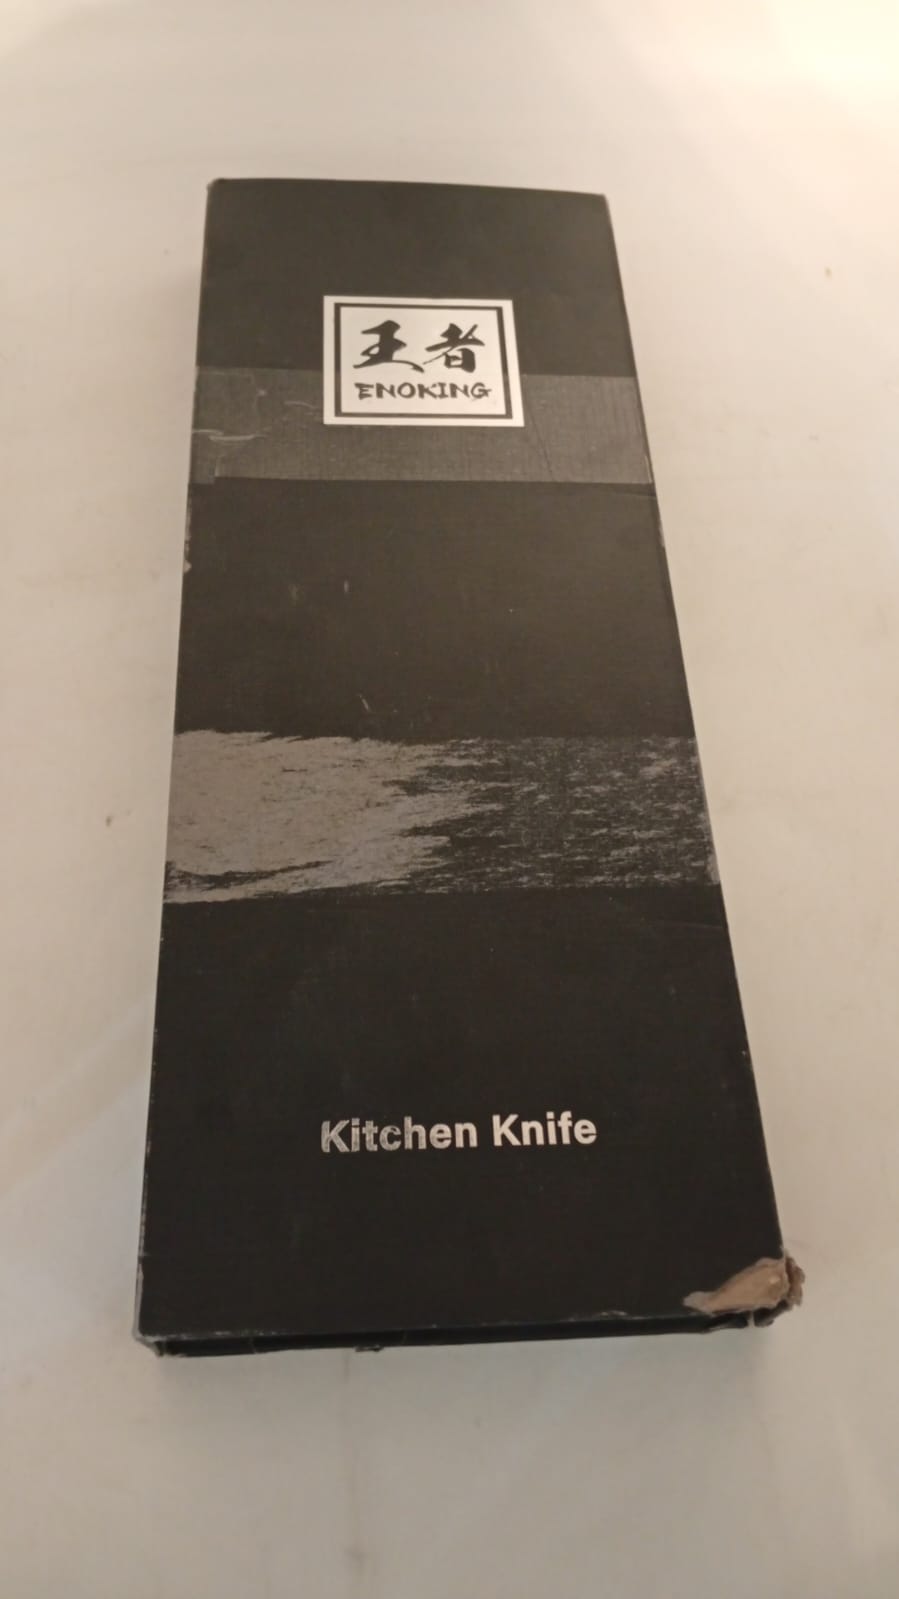 王者
ENOKING
Kitchen Knife